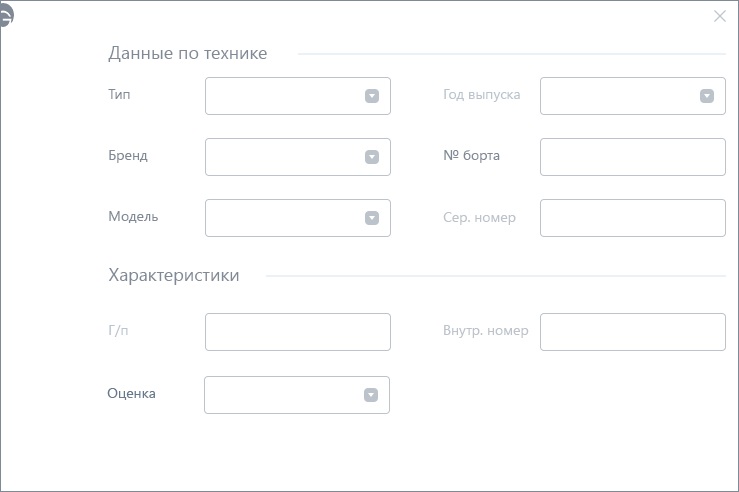 Данные по технике
Тип
Год выпуска
Бренд
№ борта
Модель
Сер. номер
Характеристики
Г/п
Внутр. номер
Оценка